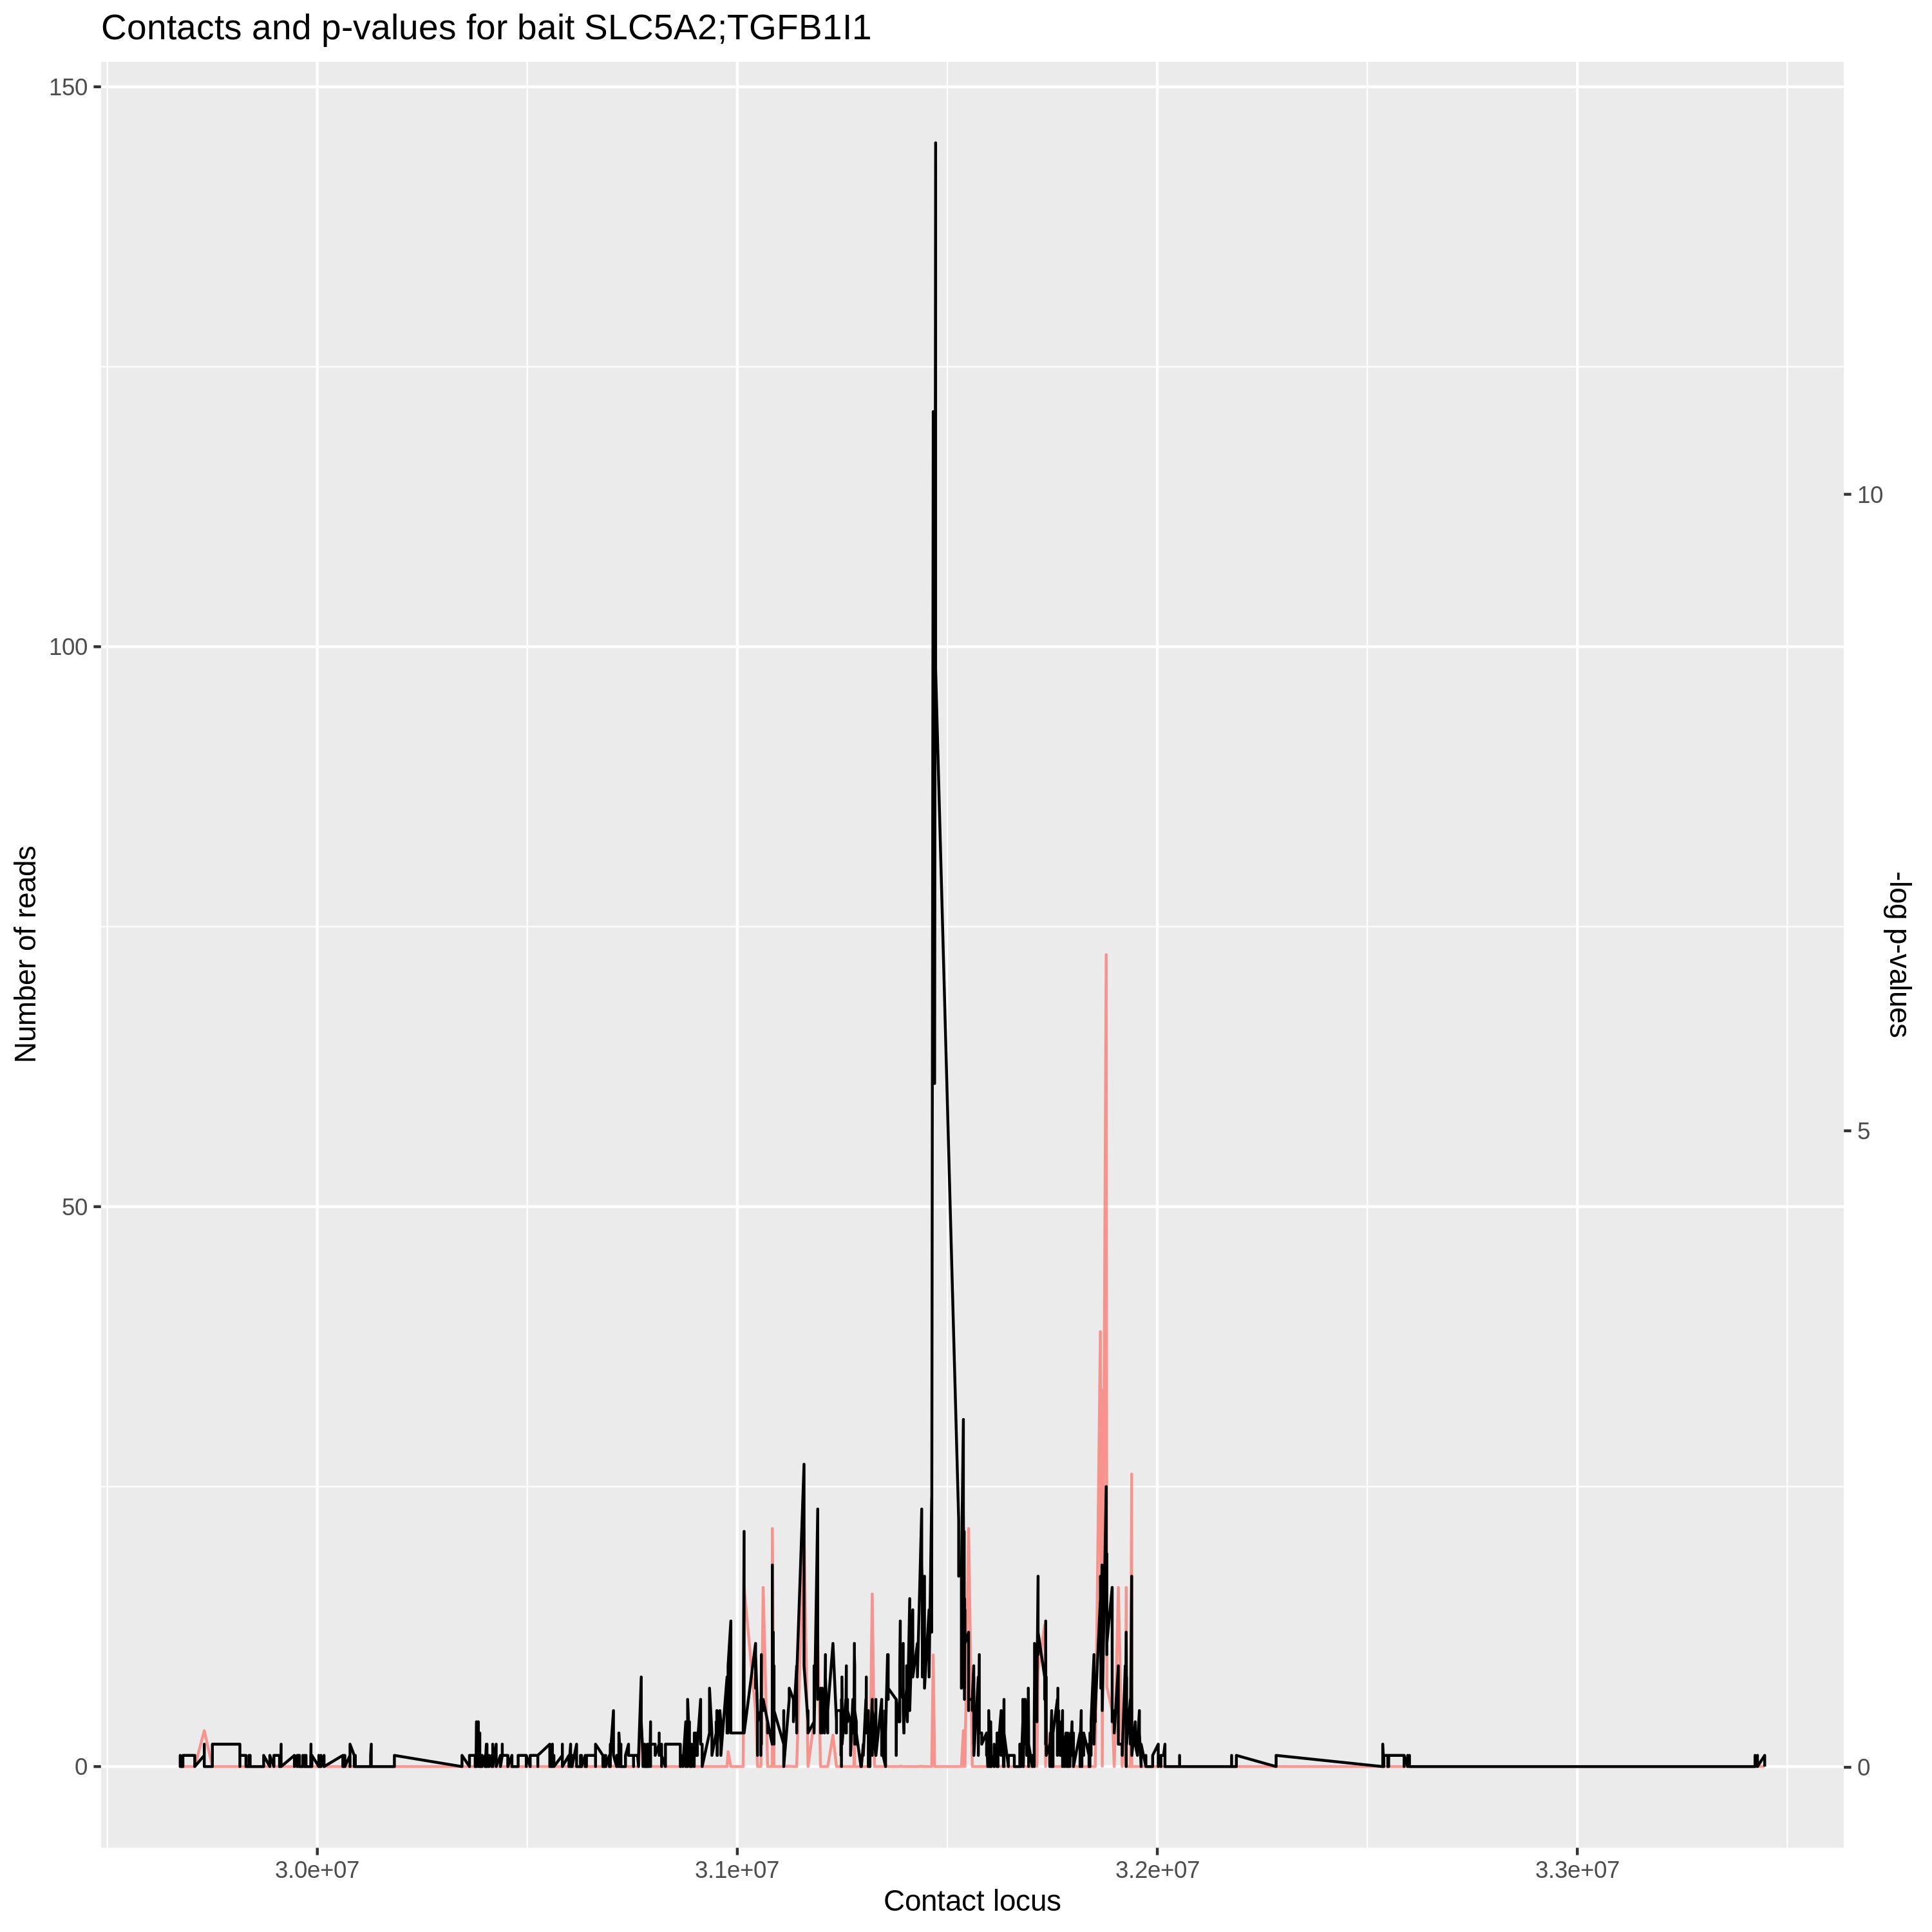 Contacts and p-values for bait SLC5A2;TGFB1I1
150
100
50
0
Number of reads
10
5
0
-log p-values
3.0e+07
3.1e+07
3.2e+07
3.3e+07
Contact locus